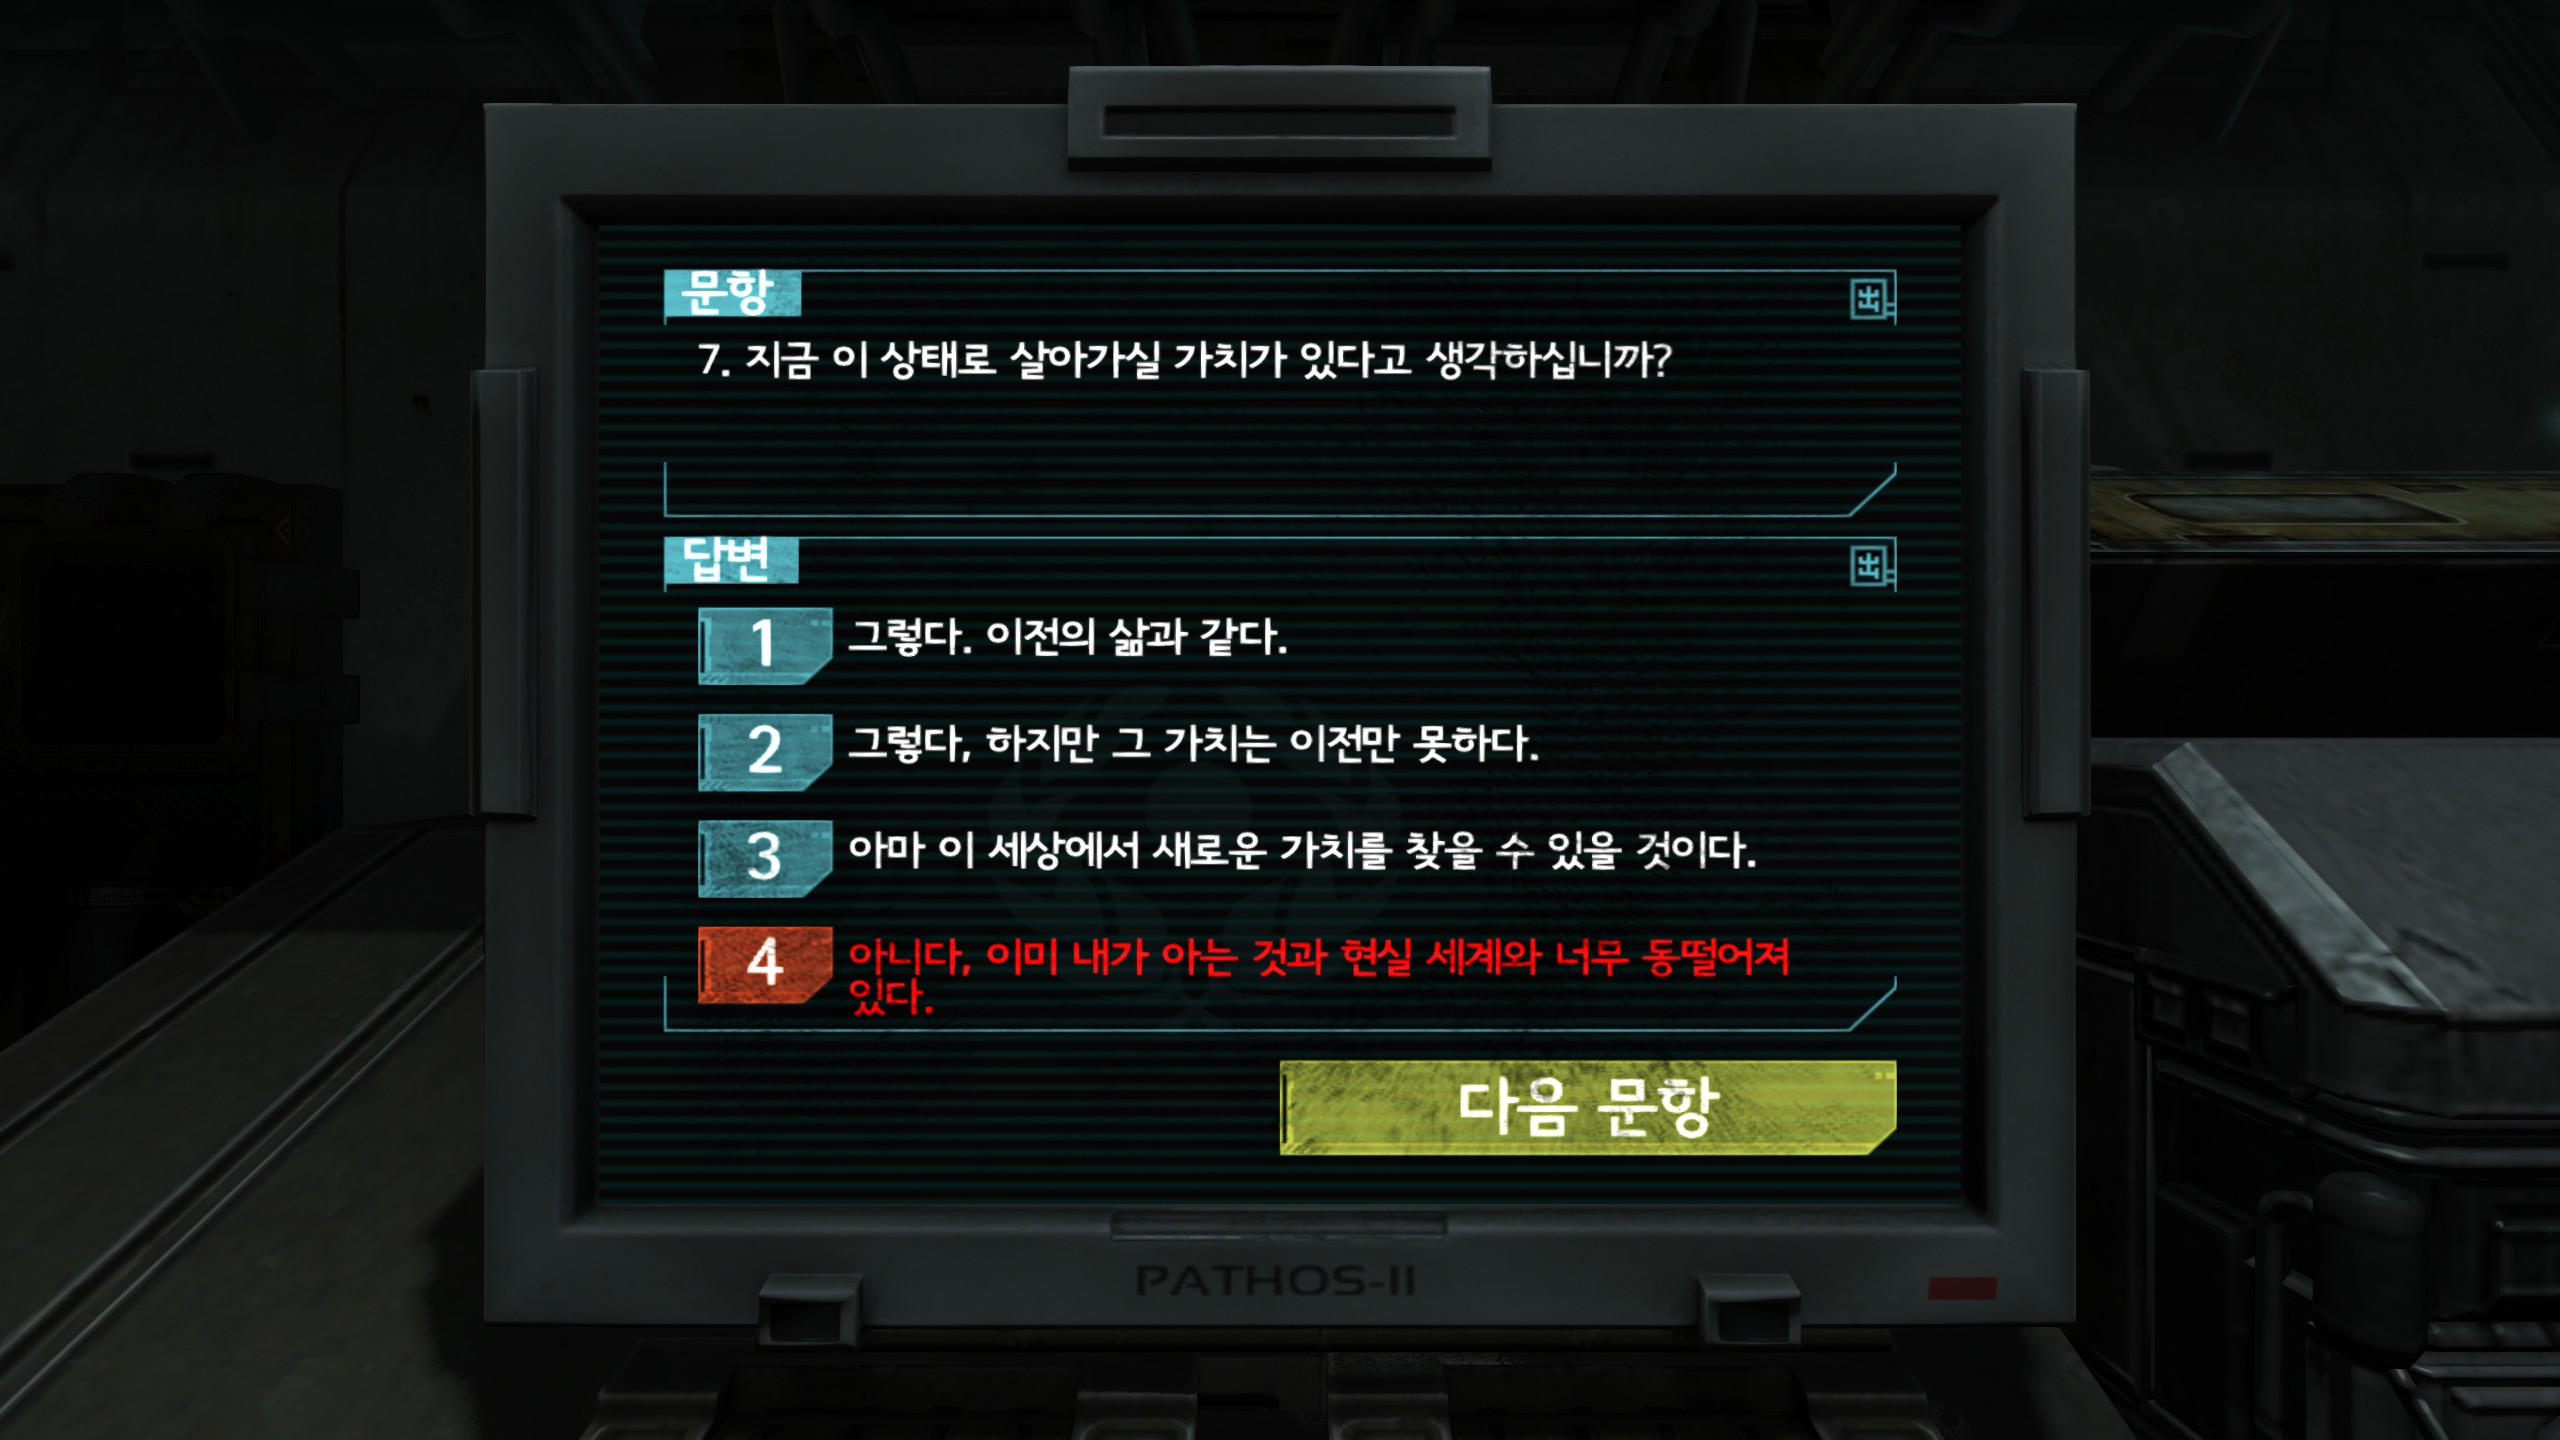 문항
7. 지금 이 상태로 살아가실 가치가 있다고 생각하십니까?
답변
1 그렇다. 이전의 삶과 같다.
2 그렇다, 하지만 그 가치는 이전만 못하다.
3 아마 이 세상에서 새로운 가치를 찾을 수 있을 것이다.
4 아니다, 이미 내가 아는 것과 현실 세계와 너무 동떨어져
있다.
다음 문항
PATHOS-II